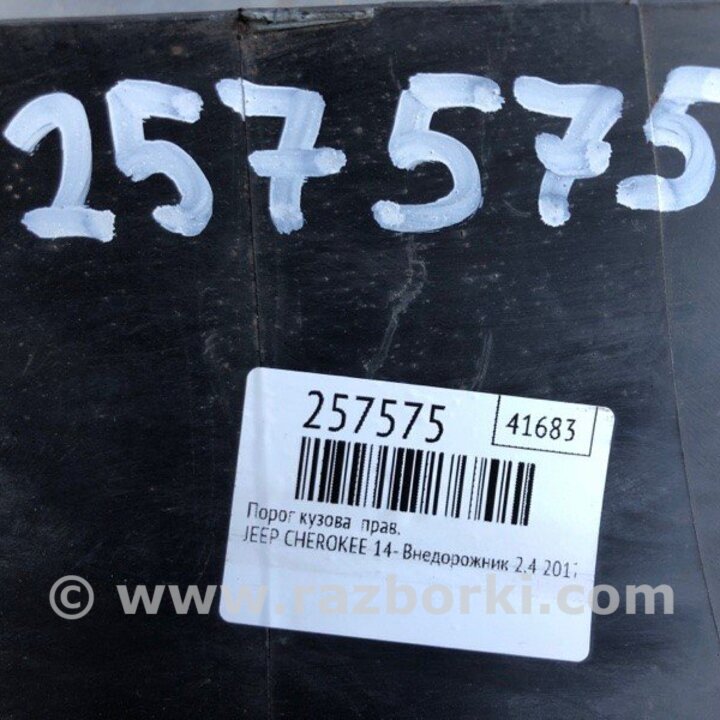 257575
257575
41683
Порог кузова прав.
JEEP CHEROKEE 14- Внедорожник 2,4 2017
© www.razborki.com